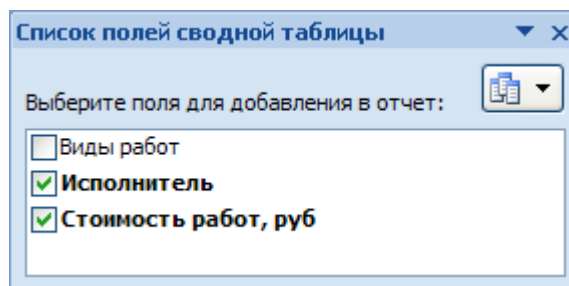 Список полей сводной таблицы
Выберите поля для добавления в отчет:
Виды работ
Исполнитель
Стоимость работ, руб